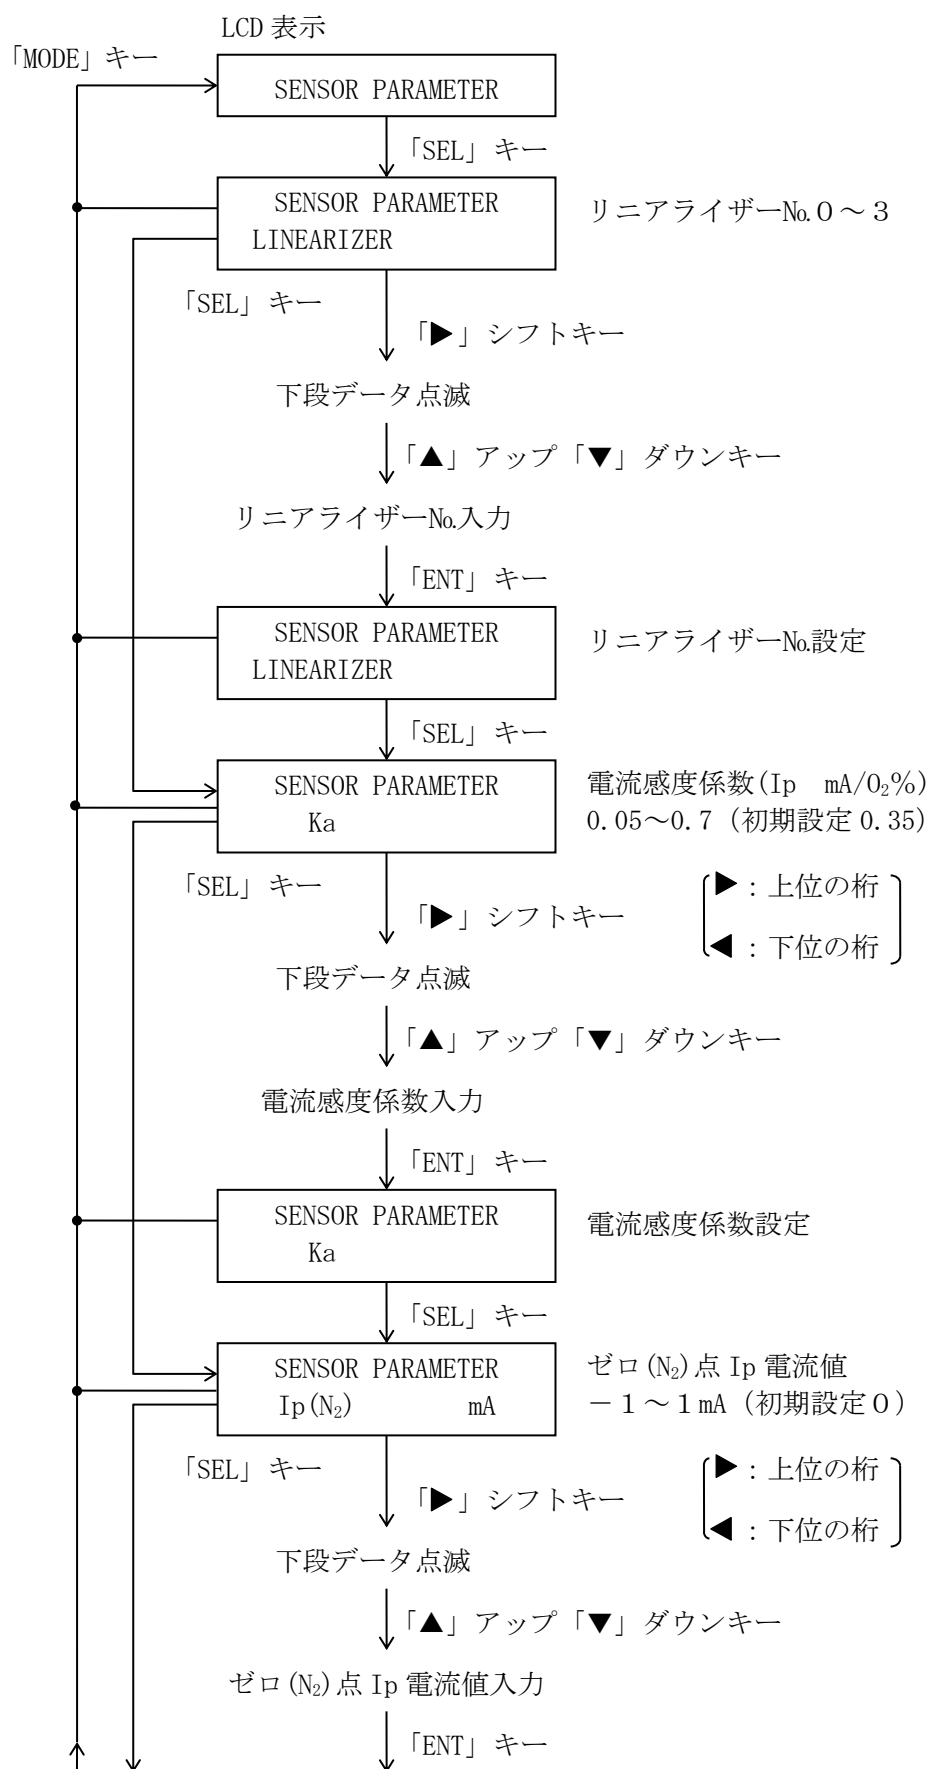 LCD 表示
「MODE」キー
SENSOR PARAMETER
「SEL」キー
SENSOR PARAMETER
LINEARIZER
リニアライザー№０～３
「SEL」キー
「▶」シフトキー
下段データ点滅
「▲」アップ「▼」ダウンキー
リニアライザー№入力
「ENT」キー
SENSOR PARAMETER
LINEARIZER
リニアライザー№設定
「SEL」キー
SENSOR PARAMETER
Ka
電流感度係数(Ip　mA/O₂%)
0.05～0.7（初期設定 0.35）
「SEL」キー
「▶」シフトキー
▶：上位の桁
◀：下位の桁
下段データ点滅
「▲」アップ「▼」ダウンキー
電流感度係数入力
「ENT」キー
SENSOR PARAMETER
Ka
電流感度係数設定
「SEL」キー
SENSOR PARAMETER
Ip(N₂) mA
ゼロ(N₂)点 Ip 電流値
－１～１mA（初期設定０）
「SEL」キー
「▶」シフトキー
▶：上位の桁
◀：下位の桁
下段データ点滅
「▲」アップ「▼」ダウンキー
ゼロ(N₂)点 Ip 電流値入力
「ENT」キー